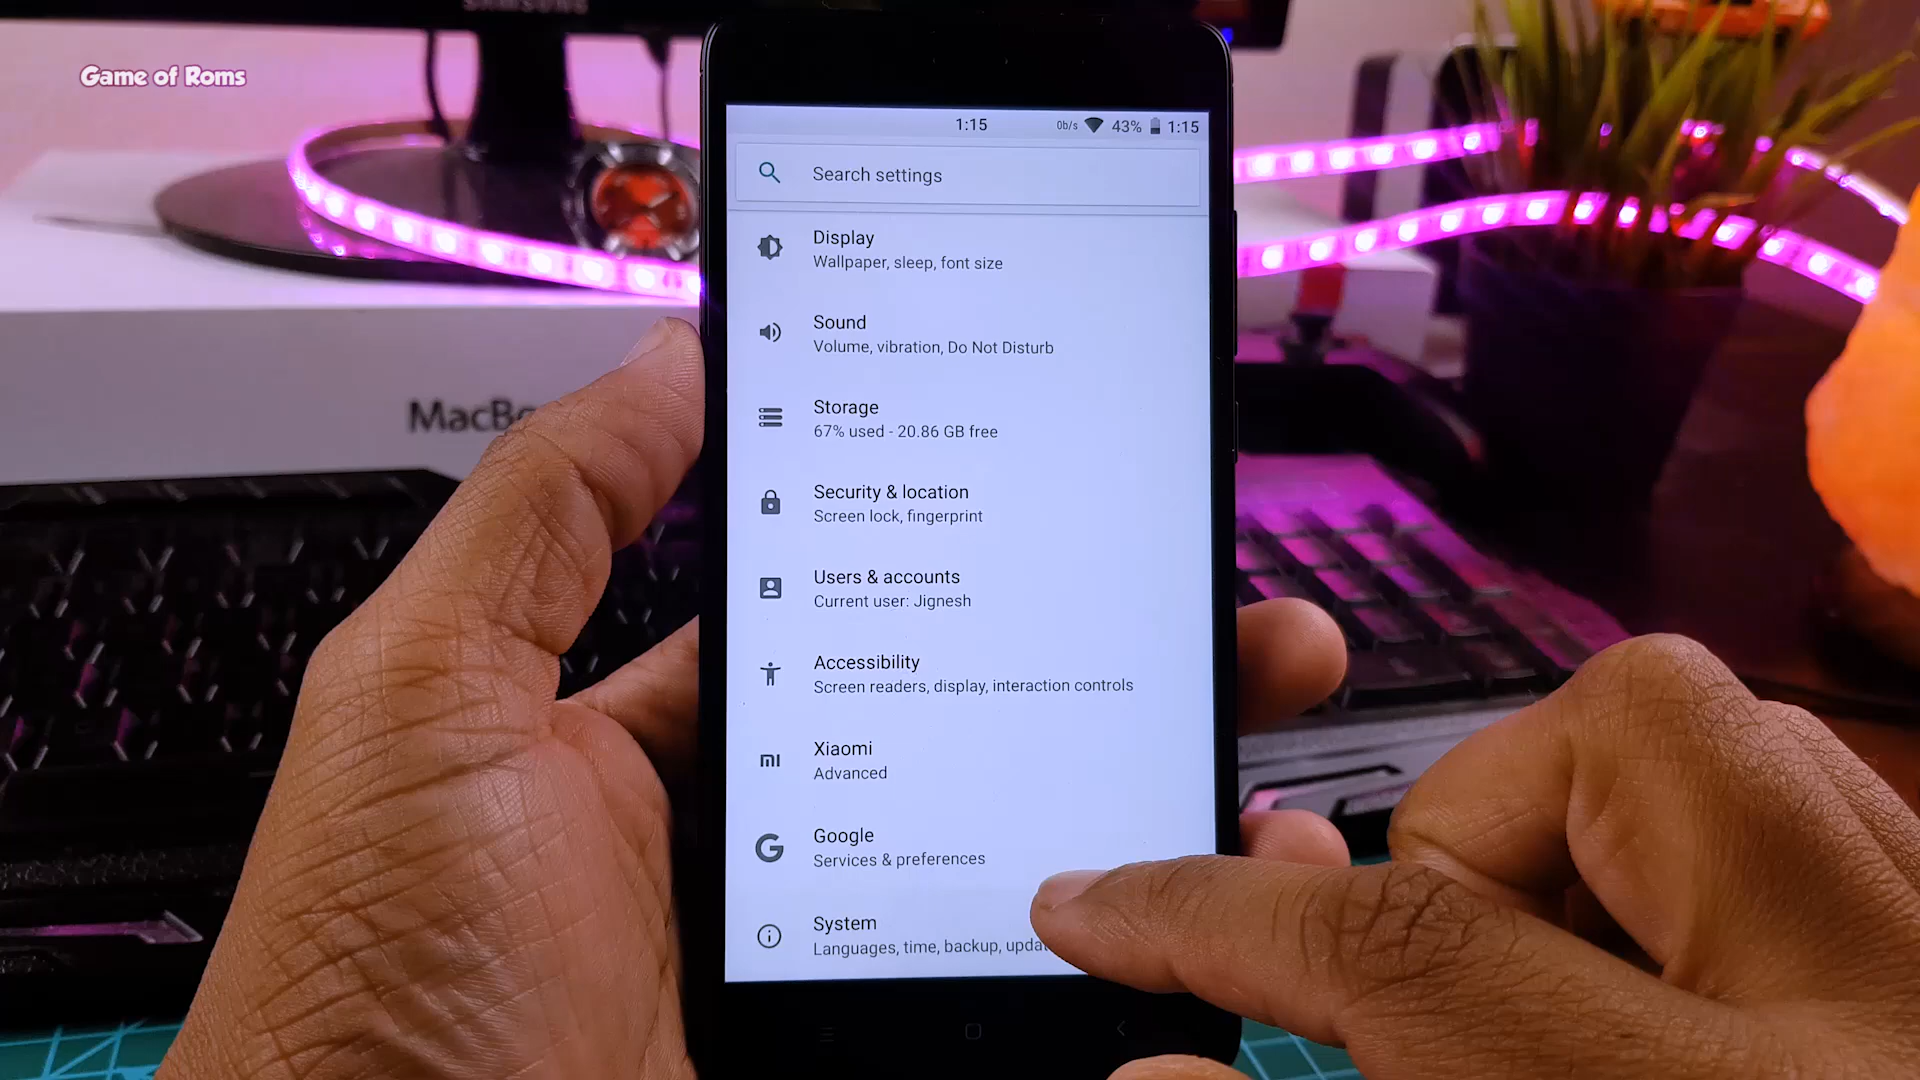 SAMSUNG
Game of Roms
1:15
0b/s 43% 1:15
Search settings
Display
Wallpaper, sleep, font size
Sound
Volume, vibration, Do Not Disturb
Storage
67% used - 20.86 GB free
Security & location
Screen lock, fingerprint
Users & accounts
Current user: Jignesh
Accessibility
Screen readers, display, interaction controls
MI
Xiaomi
Advanced
G
Google
Services & preferences
System
Languages, time, backup,